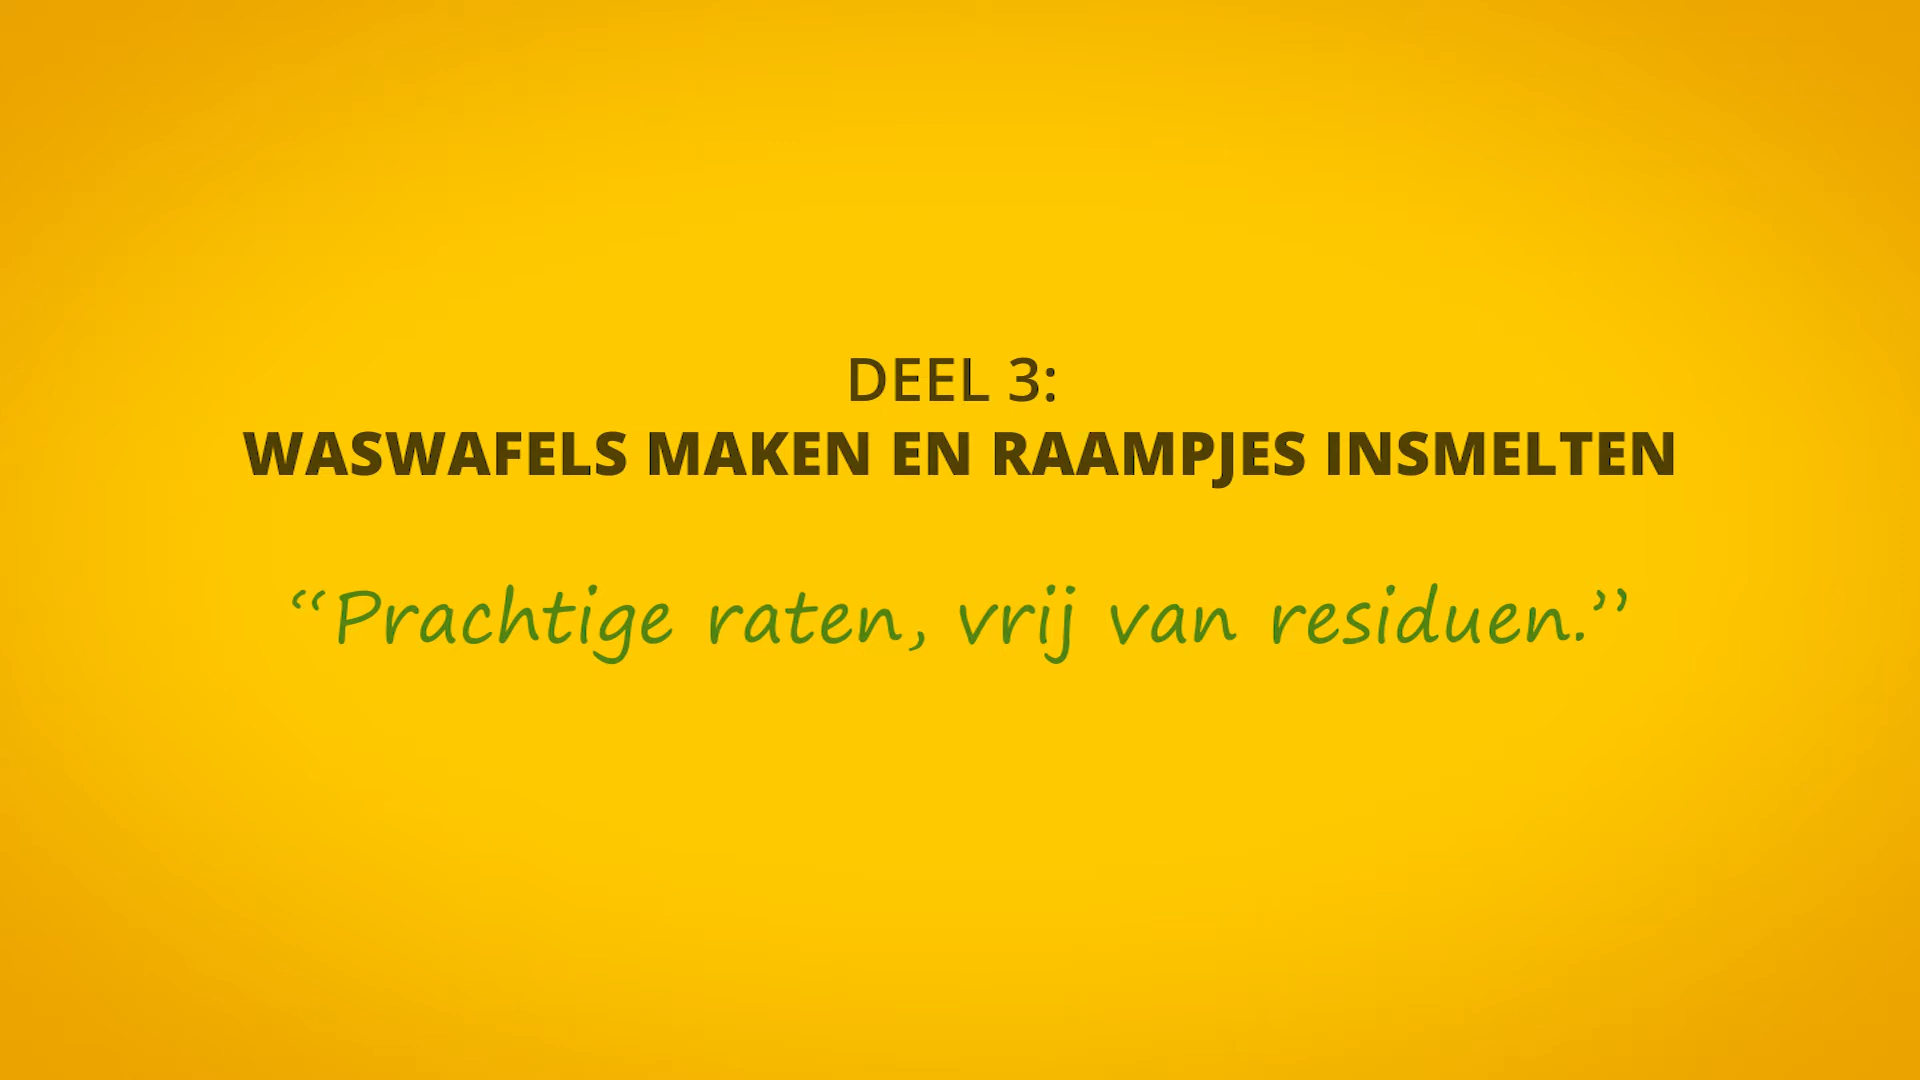 DEEL 3:
WASWAFELS MAKEN EN RAAMPJES INSMELTEN
“Prachtige raten, vrij van residuen.”